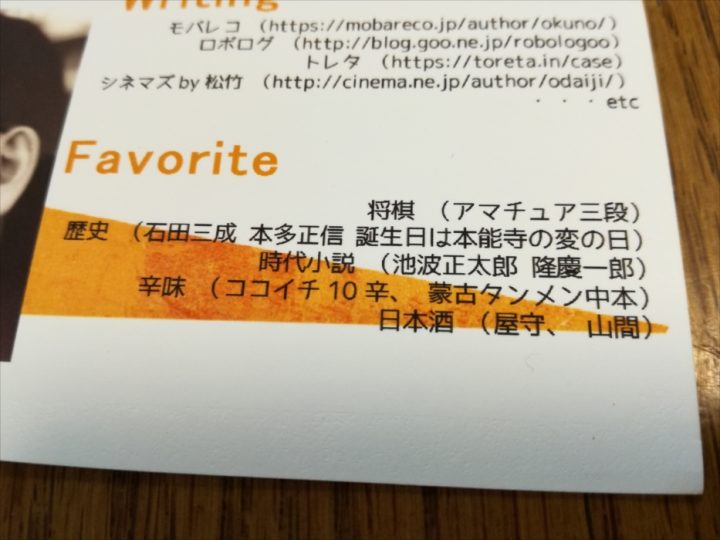 Writing
モバレコ （https://mobareco.jp/author/okuno/）
ロボログ （http://blog.goo.ne.jp/robologoo）
トレタ （https://toreta.in/case）
シネマズ by 松竹 （http://cinema.ne.jp/author/odaiji/）
・・・etc
Favorite
将棋 （アマチュア三段）
歴史 （石田三成 本多正信 誕生日は本能寺の変の日）
時代小説 （池波正太郎 隆慶一郎）
辛味 （ココイチ 10 辛、 蒙古タンメン中本）
日本酒 （屋守、 山間）